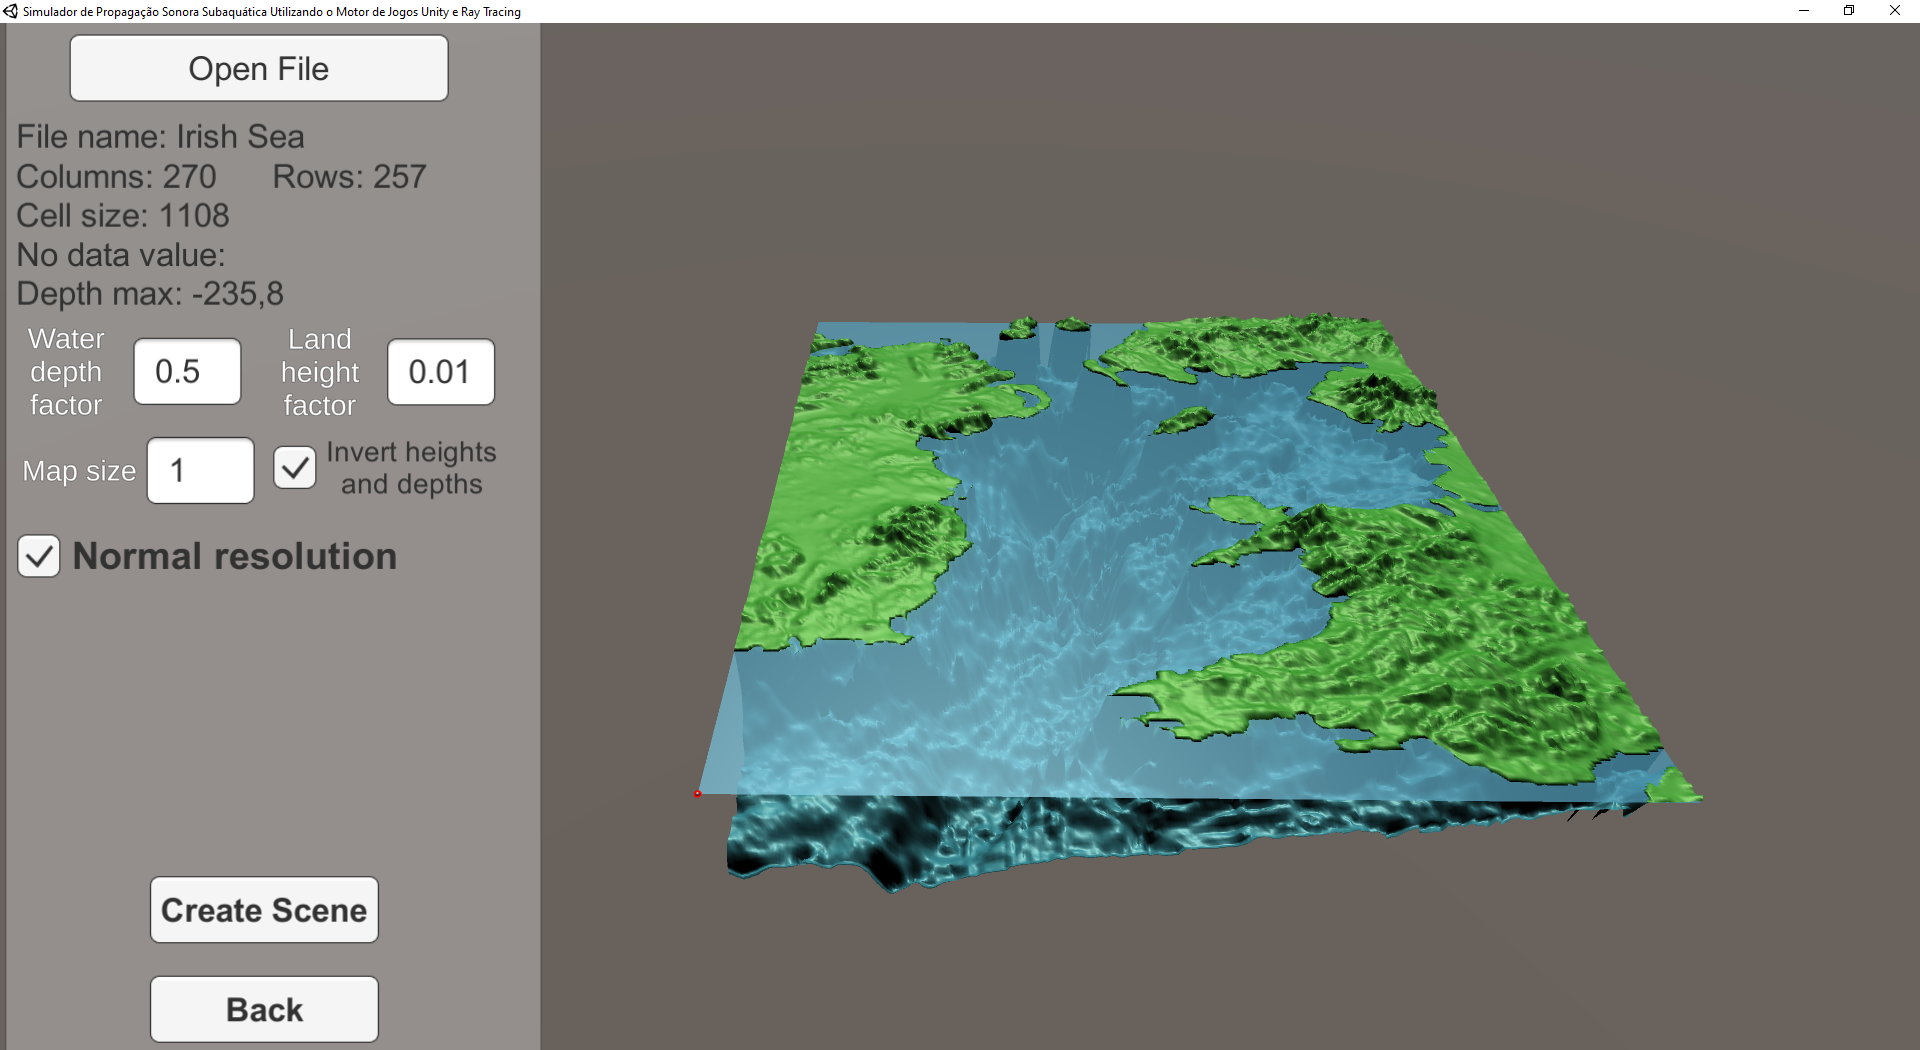 Simulador de Propagação Sonora Subaquática Utilizando o Motor de Jogos Unity e Ray Tracing
Open File
File name: Irish Sea
Columns: 270 Rows: 257
Cell size: 1108
No data value:
Depth max: -235,8
Water
depth
factor
0.5
Land
height
factor
0.01
Map size
1
Invert heights
and depths
Normal resolution
Create Scene
Back